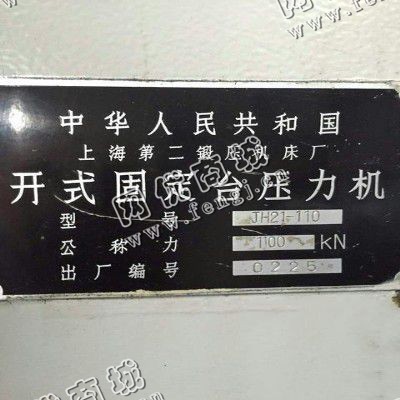 中华人民共和国
上海第二锻压机床厂
开式固定台压力机
型号 JH21-110
公称力 1100 kN
出厂编号 0225